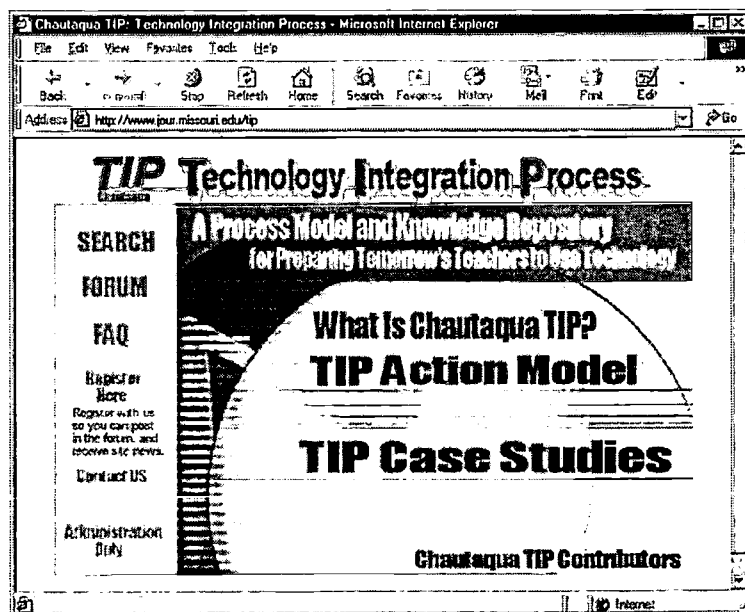 Chautaqua TIP: Technology Integration Process - Microsoft Internet Explorer
File Edit View Favorites Tools Help
Back Forward Stop Refresh Home Search Favorites History Mail Print Edit
Address http://www.jour.missouri.edu/tip Go
TIP Technology Integration Process
Chautaqua
A Process Model and Knowledge Repository
for Preparing Tomorrow's Teachers to Use Technology
SEARCH
FORUM
FAQ
Register
Here
Register with us
so you can post
in the forum, and
receive site news.
Contact US
Administration
Only
What Is Chautaqua TIP?
TIP Action Model
TIP Case Studies
Chautaqua TIP Contributors
Internet